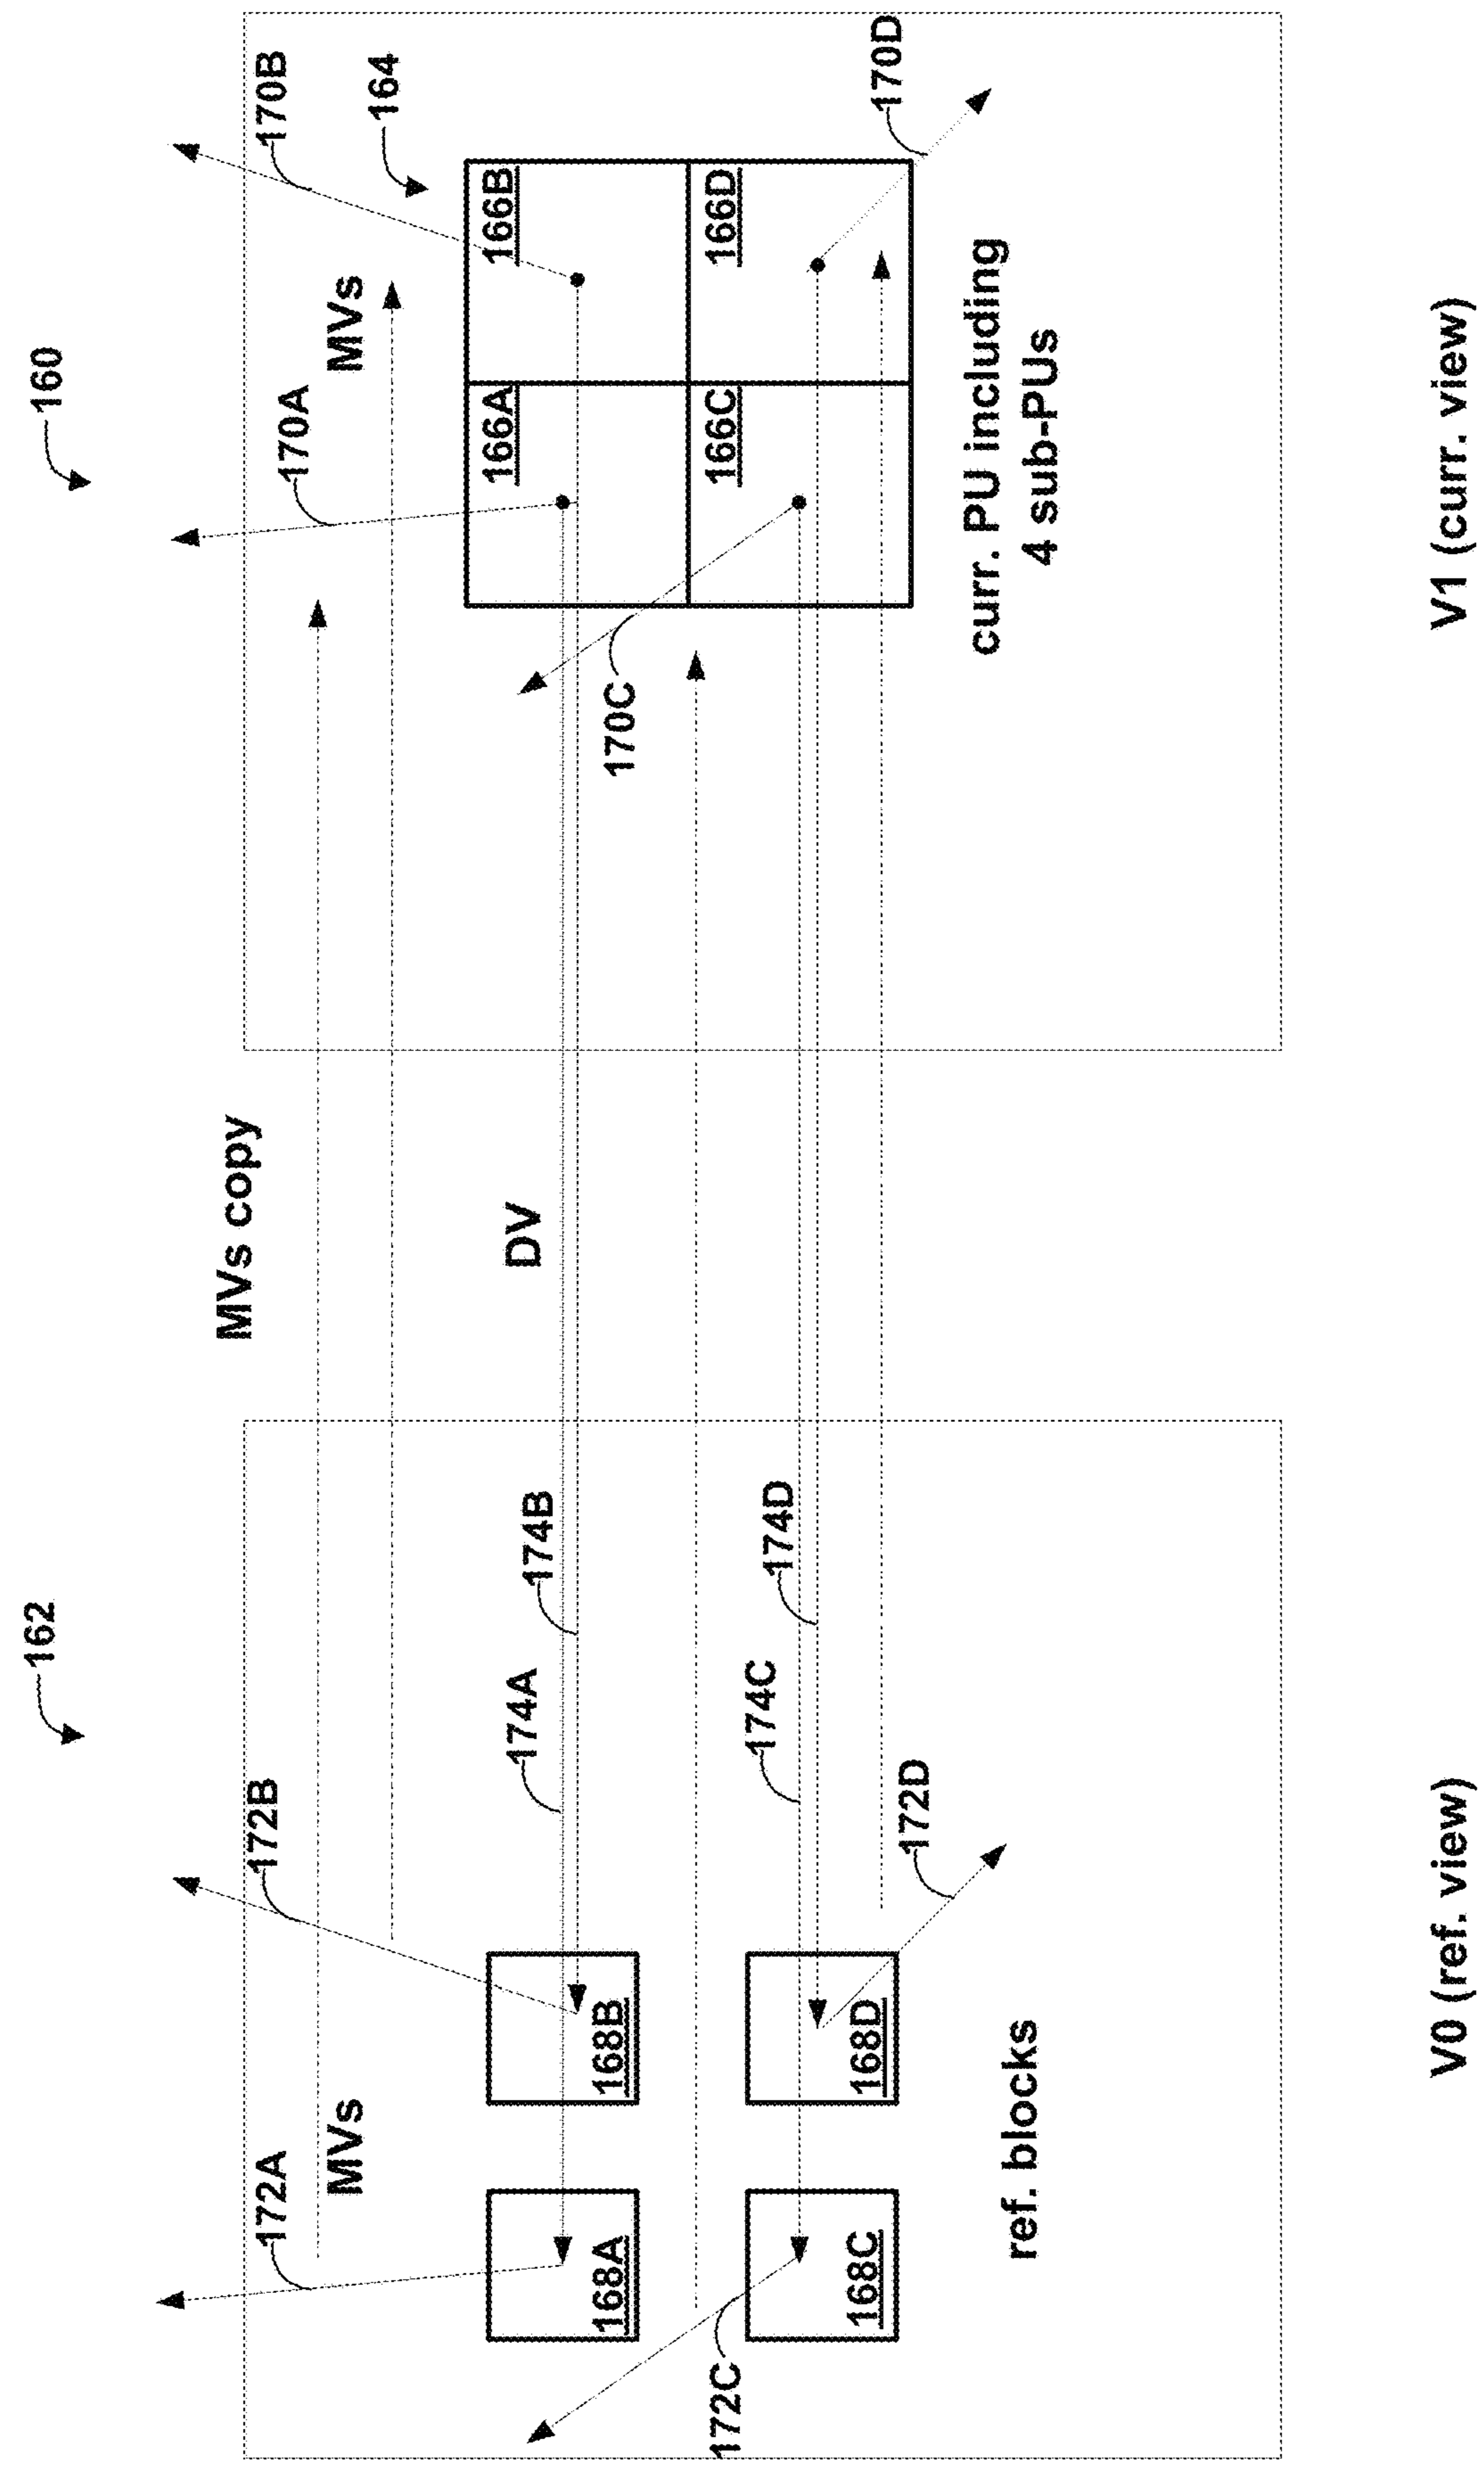 162
160
MVs copy
172A
172B
170A
170B
MVs
MVs
164
DV
174A
174B
168A
168B
166A
166B
170C
172C
174C
174D
168C
168D
166C
166D
172D
170D
ref. blocks
curr. PU including
4 sub-PUs
V0 (ref. view)
V1 (curr. view)